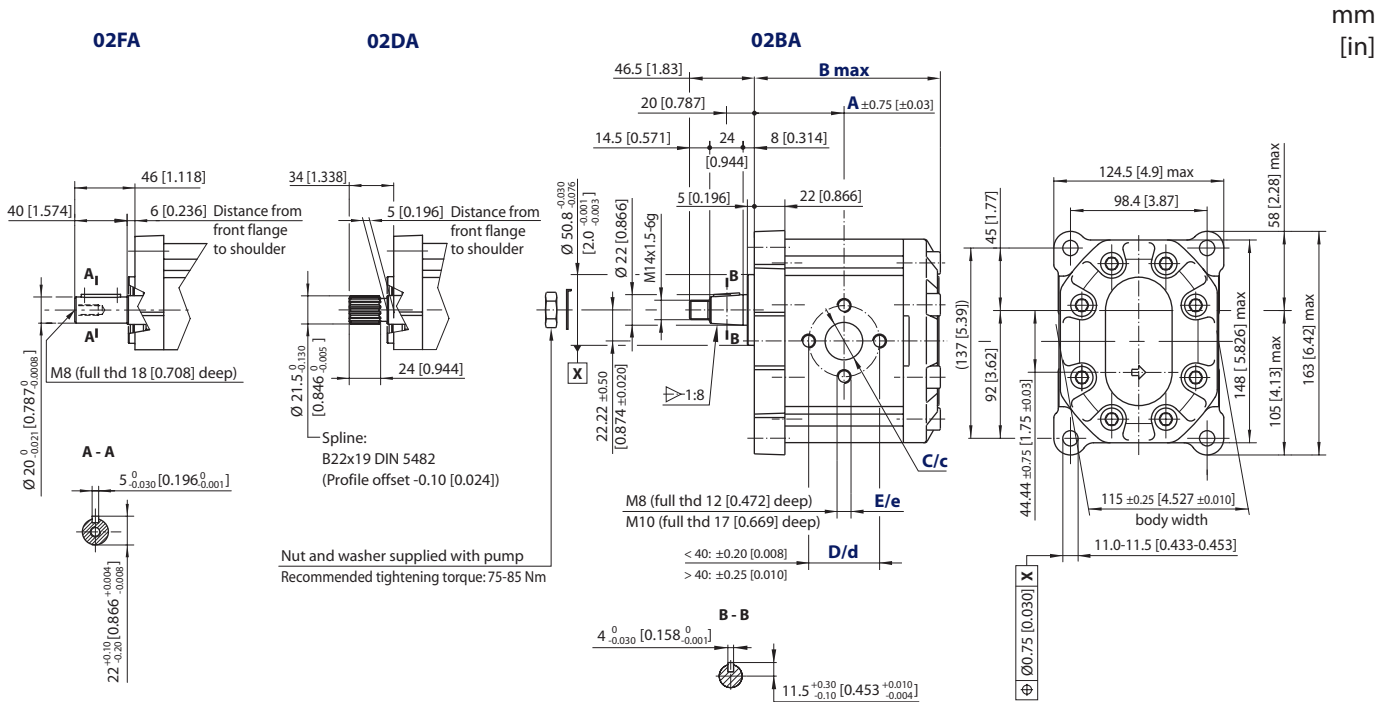 mm
[in]
02FA
02DA
02BA
46.5 [1.83]
B max
20 [0.787]
A ±0.75 [±0.03]
14.5 [0.571]
24
[0.944]
8 [0.314]
5 [0.196]
22 [0.866]
46 [1.118]
40 [1.574]
6 [0.236] Distance from
front flange
to shoulder
A
A
M8 (full thd 18 [0.708] deep)
Ø 20 0 -0.021 [0.787 0 -0.0008]
A - A
5 0 -0.030 [0.196 0 -0.001]
22 +0.10 -0.20 [0.866 +0.004 -0.008]
34 [1.338]
5 [0.196] Distance from
front flange
to shoulder
Ø 21.5 0 -0.130
[0.846 0 -0.005]
24 [0.944]
Spline:
B22x19 DIN 5482
(Profile offset -0.10 [0.024])
Nut and washer supplied with pump
Recommended tightening torque: 75-85 Nm
Ø 50.8 -0.030 -0.076
[2.0 -0.001 -0.003]
Ø 22 [0.866]
M14x1.5-6g
B
B
X
1:8
22.22 ±0.50
[0.874 ±0.020]
C/c
M8 (full thd 12 [0.472] deep)
M10 (full thd 17 [0.669] deep)
E/e
< 40: ±0.20 [0.008]
> 40: ±0.25 [0.010]
D/d
B - B
4 0 -0.030 [0.158 0 -0.001]
11.5 +0.30 -0.10 [0.453 +0.010 -0.004]
124.5 [4.9] max
98.4 [3.87]
58 [2.28] max
45 [1.77]
(137 [5.39])
92 [3.62]
44.44 ±0.75 [1.75 ±0.03]
148 [ 5.826] max
105 [4.13] max
163 [6.42] max
115 ±0.25 [4.527 ±0.010]
body width
11.0-11.5 [0.433-0.453]
⌖ Ø0.75 [0.030] X